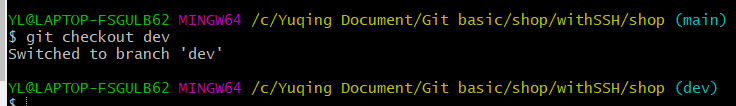 YL@LAPTOP-FSGULB62 MINGW64 /c/Yuqing Document/Git basic/shop/withSSH/shop (main)
$ git checkout dev
Switched to branch 'dev'
YL@LAPTOP-FSGULB62 MINGW64 /c/Yuqing Document/Git basic/shop/withSSH/shop (dev)
$